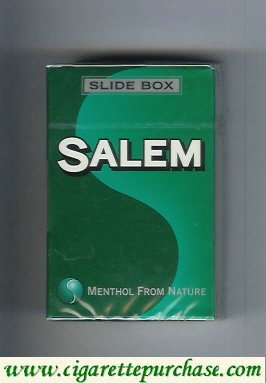 SLIDE BOX
SALEM
MENTHOL FROM NATURE
www.cigarettepurchase.com